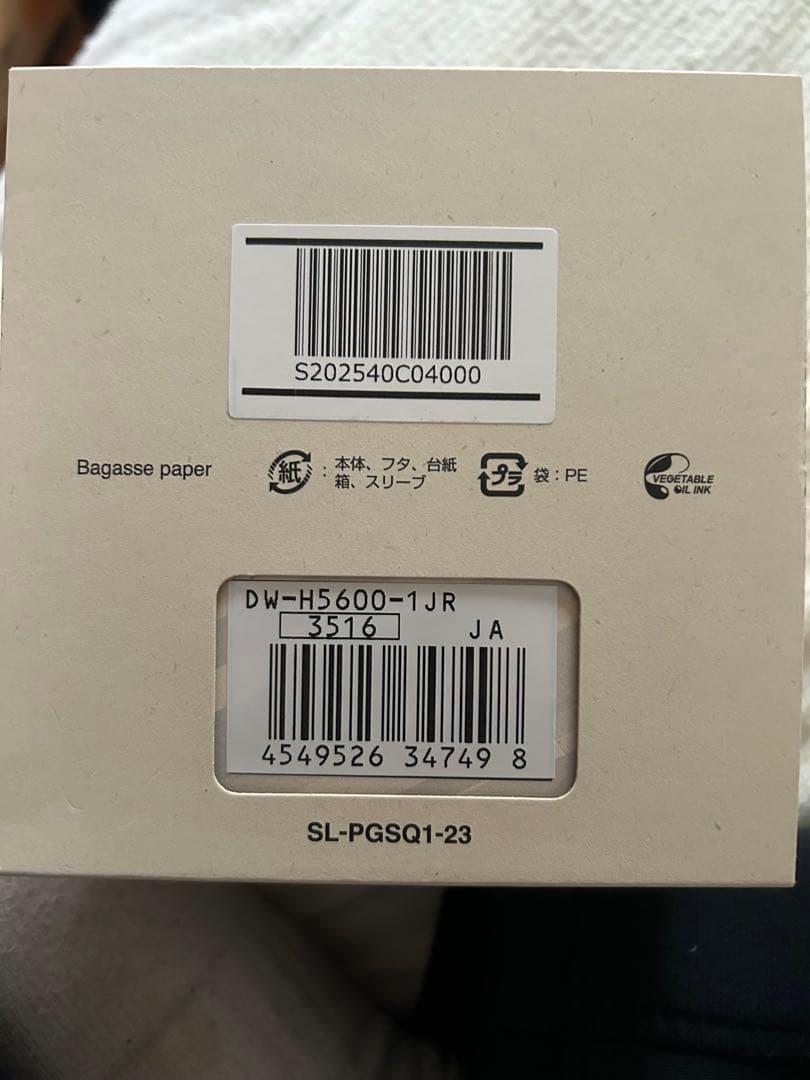 S202540C04000
Bagasse paper
紙 : 本体、フタ、台紙
箱、スリーブ
プラ 袋 : PE
VEGETABLE
OIL INK
DW-H5600-1JR
3516 JA
4549526 34749 8
SL-PGSQ1-23